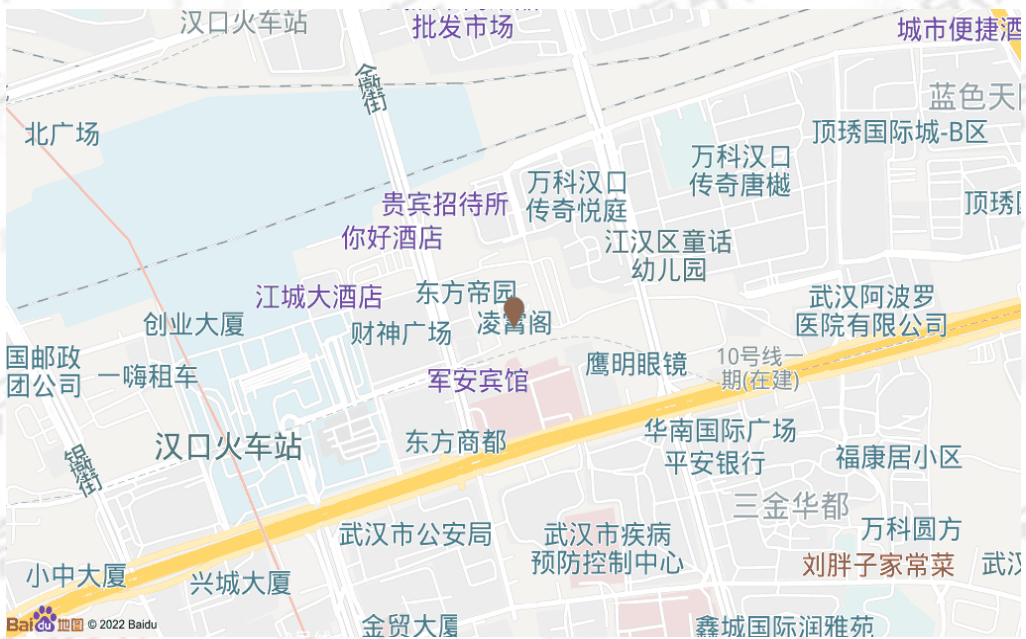 汉口火车站
批发市场
城市便捷酒
金墩街
蓝色天
北广场
顶琇国际城-B区
万科汉口
传奇唐樾
万科汉口
传奇悦庭
贵宾招待所
顶琇
你好酒店
江汉区童话
幼儿园
江城大酒店
东方帝园
武汉阿波罗
医院有限公司
创业大厦
财神广场
凌霄阁
国邮政
团公司
一嗨租车
鹰明眼镜
10号线一
期(在建)
军安宾馆
汉口火车站
东方商都
华南国际广场
平安银行
福康居小区
银墩街
三金华都
武汉市公安局
武汉市疾病
预防控制中心
万科圆方
刘胖子家常菜
武汉
小中大厦
兴城大厦
金贸大厦
鑫城国际润雅苑
Bai du 地图 © 2022 Baidu